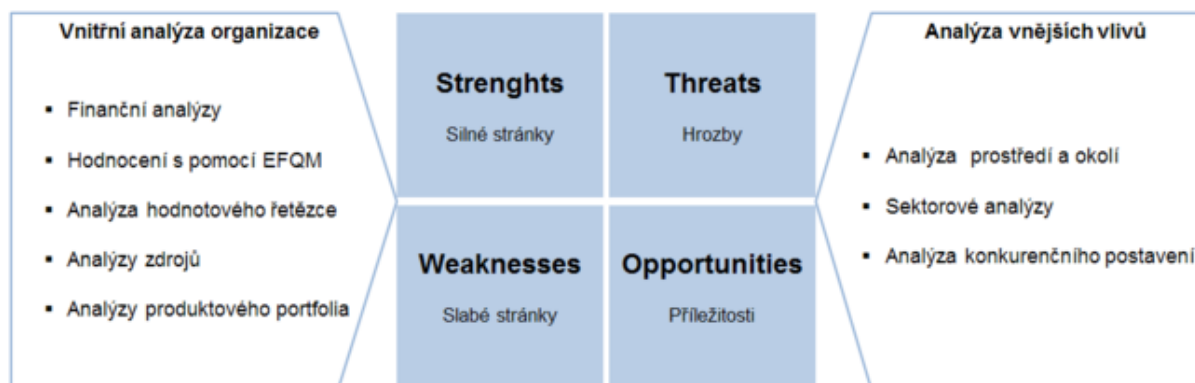 Vnitřní analýza organizace
▪ Finanční analýzy
▪ Hodnocení s pomocí EFQM
▪ Analýza hodnotového řetězce
▪ Analýzy zdrojů
▪ Analýzy produktového portfolia
Strenghts
Silné stránky
Threats
Hrozby
Weaknesses
Slabé stránky
Opportunities
Příležitosti
Analýza vnějších vlivů
▪ Analýza prostředí a okolí
▪ Sektorové analýzy
▪ Analýza konkurenčního postavení